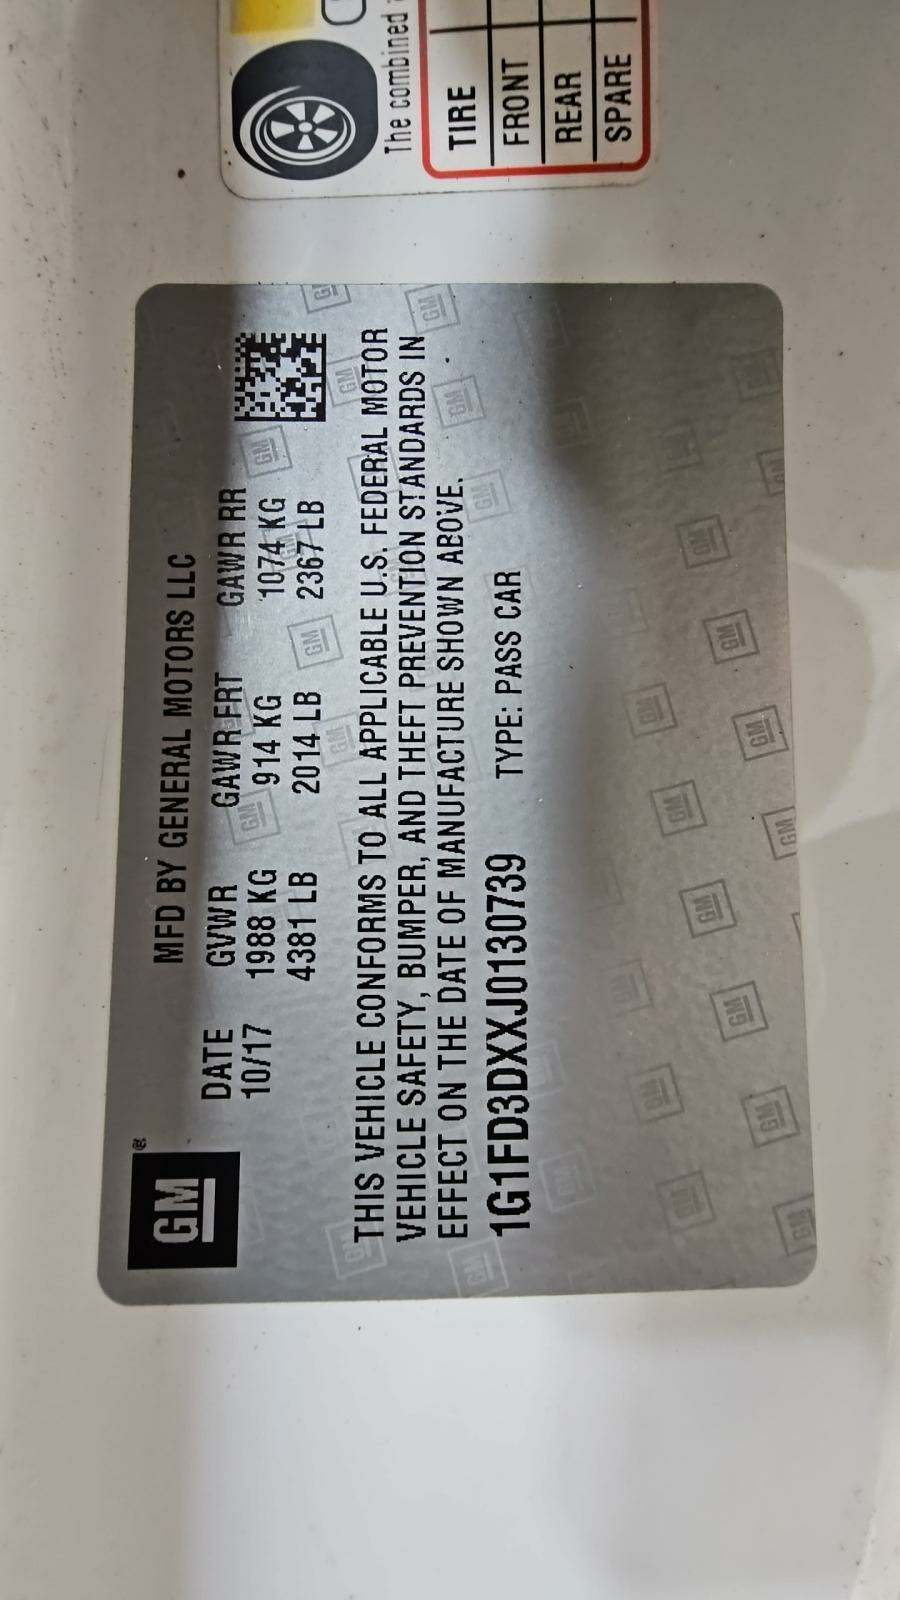 GM®
MFD BY GENERAL MOTORS LLC
DATE GVWR GAWR FRT GAWR RR
10/17 1988 KG 914 KG 1074 KG
4381 LB 2014 LB 2367 LB
THIS VEHICLE CONFORMS TO ALL APPLICABLE U.S. FEDERAL MOTOR
VEHICLE SAFETY, BUMPER, AND THEFT PREVENTION STANDARDS IN
EFFECT ON THE DATE OF MANUFACTURE SHOWN ABOVE.
1G1FD3DXXJ0130739 TYPE: PASS CAR
The combined
TIRE
FRONT
REAR
SPARE